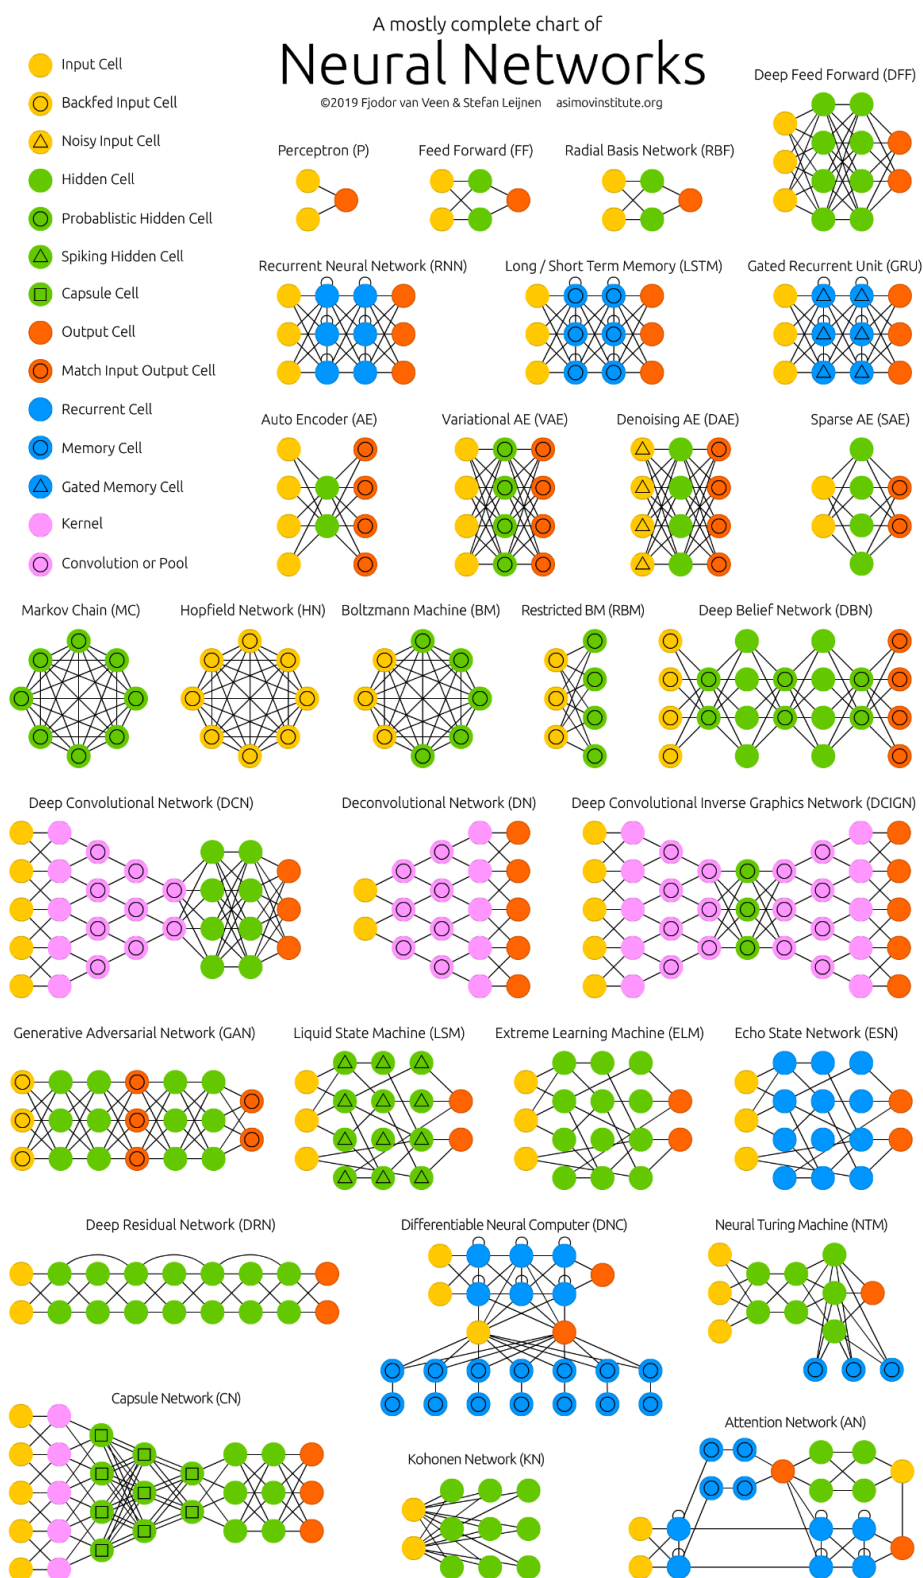 A mostly complete chart of
Neural Networks
©2019 Fjodor van Veen & Stefan Leijnen    asimovinstitute.org
Input Cell
Backfed Input Cell
Noisy Input Cell
Hidden Cell
Probablistic Hidden Cell
Spiking Hidden Cell
Capsule Cell
Output Cell
Match Input Output Cell
Recurrent Cell
Memory Cell
Gated Memory Cell
Kernel
Convolution or Pool
Deep Feed Forward (DFF)
Perceptron (P)
Feed Forward (FF)
Radial Basis Network (RBF)
Recurrent Neural Network (RNN)
Long / Short Term Memory (LSTM)
Gated Recurrent Unit (GRU)
Auto Encoder (AE)
Variational AE (VAE)
Denoising AE (DAE)
Sparse AE (SAE)
Markov Chain (MC)
Hopfield Network (HN)
Boltzmann Machine (BM)
Restricted BM (RBM)
Deep Belief Network (DBN)
Deep Convolutional Network (DCN)
Deconvolutional Network (DN)
Deep Convolutional Inverse Graphics Network (DCIGN)
Generative Adversarial Network (GAN)
Liquid State Machine (LSM)
Extreme Learning Machine (ELM)
Echo State Network (ESN)
Deep Residual Network (DRN)
Differentiable Neural Computer (DNC)
Neural Turing Machine (NTM)
Capsule Network (CN)
Kohonen Network (KN)
Attention Network (AN)